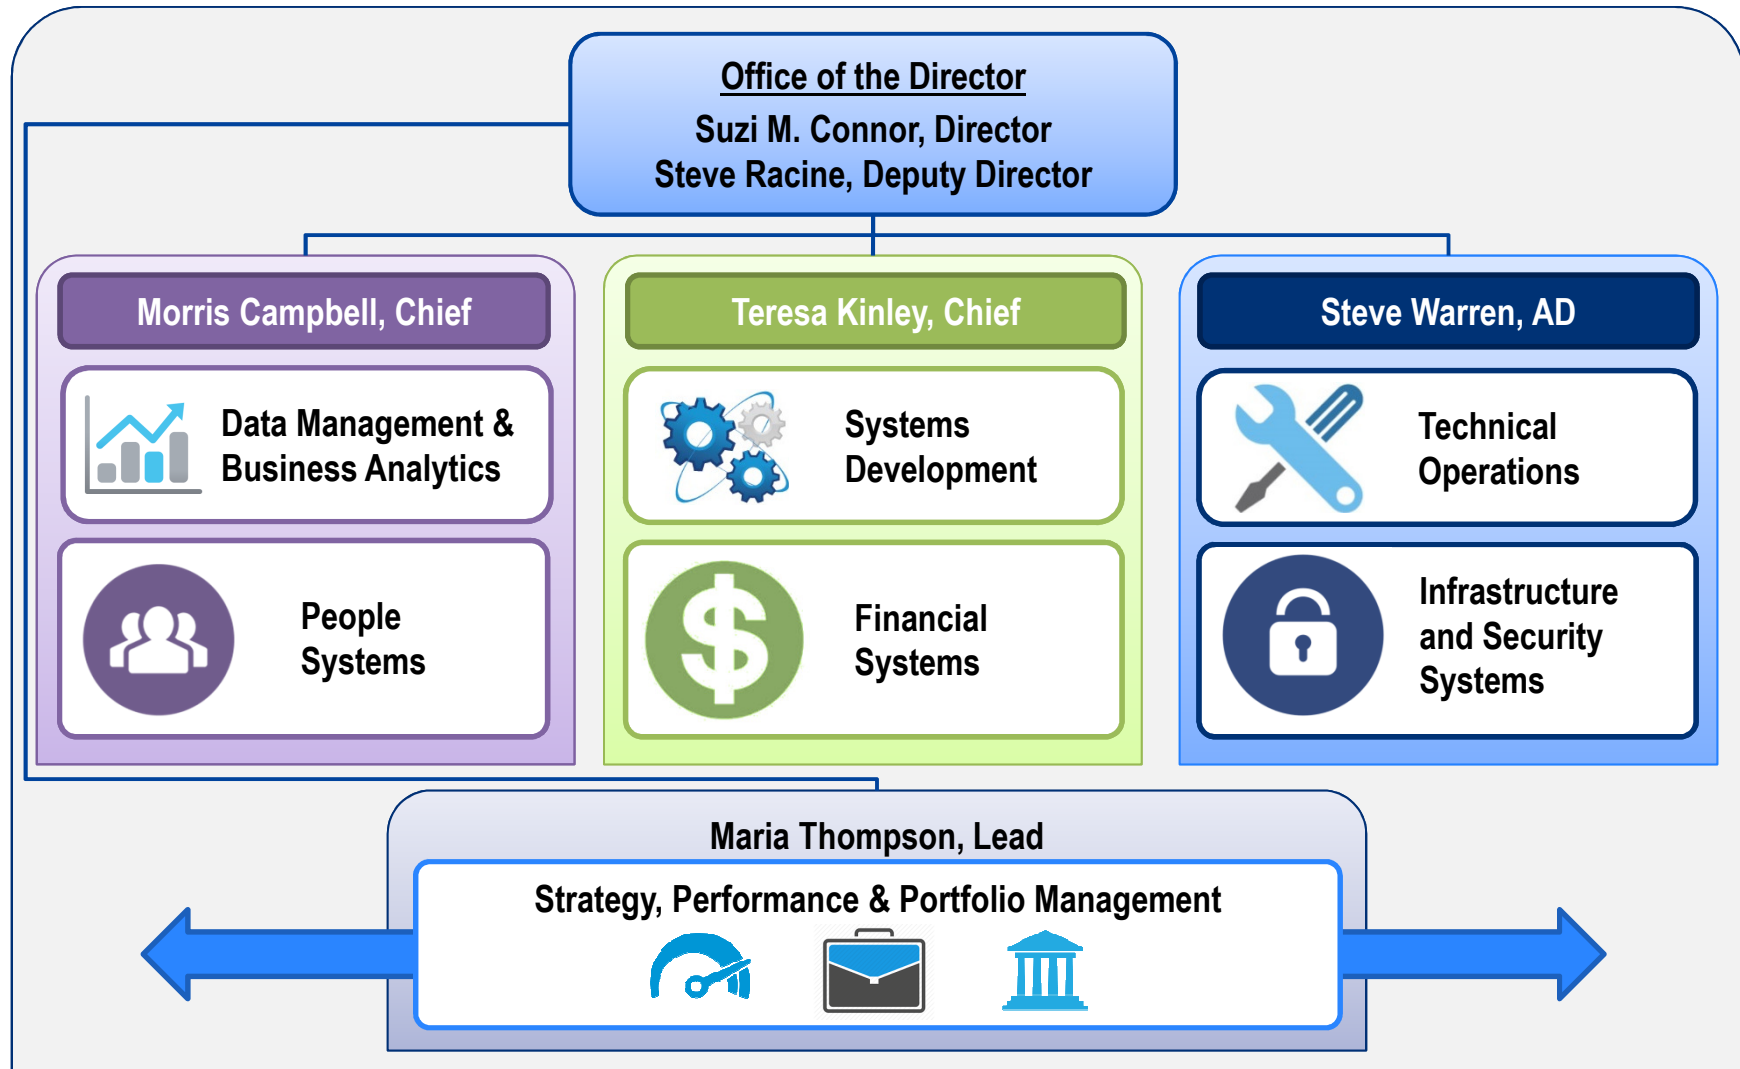 Office of the Director
Suzi M. Connor, Director
Steve Racine, Deputy Director
Morris Campbell, Chief
Data Management &
Business Analytics
People
Systems
Teresa Kinley, Chief
Systems
Development
Financial
Systems
Steve Warren, AD
Technical
Operations
Infrastructure
and Security
Systems
Maria Thompson, Lead
Strategy, Performance & Portfolio Management